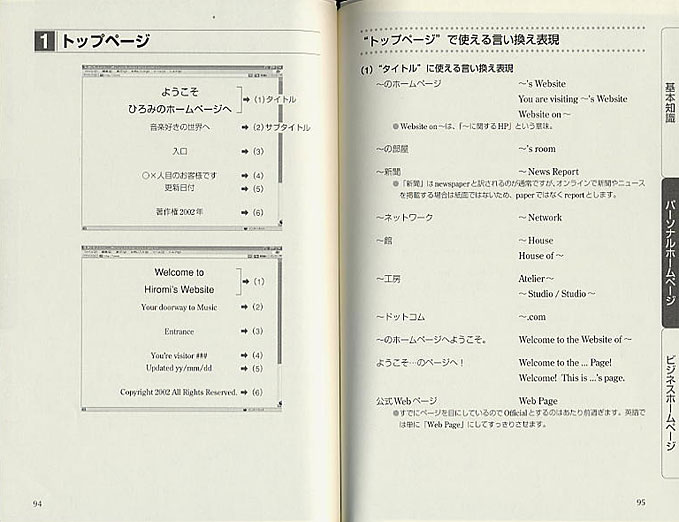 1 トップページ
ようこそ
ひろみのホームページへ
➡ (1)タイトル
音楽好きの世界へ ➡ (2)サブタイトル
入口 ➡ (3)
○×人目のお客様です ➡ (4)
更新日付 ➡ (5)
著作権 2002年 ➡ (6)
Welcome to
Hiromi's Website
➡ (1)
Your doorway to Music ➡ (2)
Entrance ➡ (3)
You're visitor ### ➡ (4)
Updated yy/mm/dd ➡ (5)
Copyright 2002 All Rights Reserved. ➡ (6)
94
“トップページ”で使える言い換え表現
(1) “タイトル”に使える言い換え表現
～のホームページ ～'s Website
You are visiting ～'s Website
Website on ～
●Website on～は、「～に関するHP」という意味。
～の部屋 ～'s room
～新聞 ～ News Report
●「新聞」はnewspaperと訳されるのが通常ですが、オンラインで新聞やニュース
を掲載する場合は紙面ではないため、paperではなくreportとします。
～ネットワーク ～ Network
～館 ～ House
House of ～
～工房 Atelier～
～ Studio / Studio ～
～ドットコム ～.com
～のホームページへようこそ。 Welcome to the Website of ～
ようこそ…のページへ！ Welcome to the ... Page!
Welcome! This is ...'s page.
公式Webページ Web Page
●すでにページを目にしているのでOfficialとするのはあたり前過ぎます。英語で
は単に「Web Page」にしてすっきりさせます。
95
基本知識
パーソナルホームページ
ビジネスホームページ